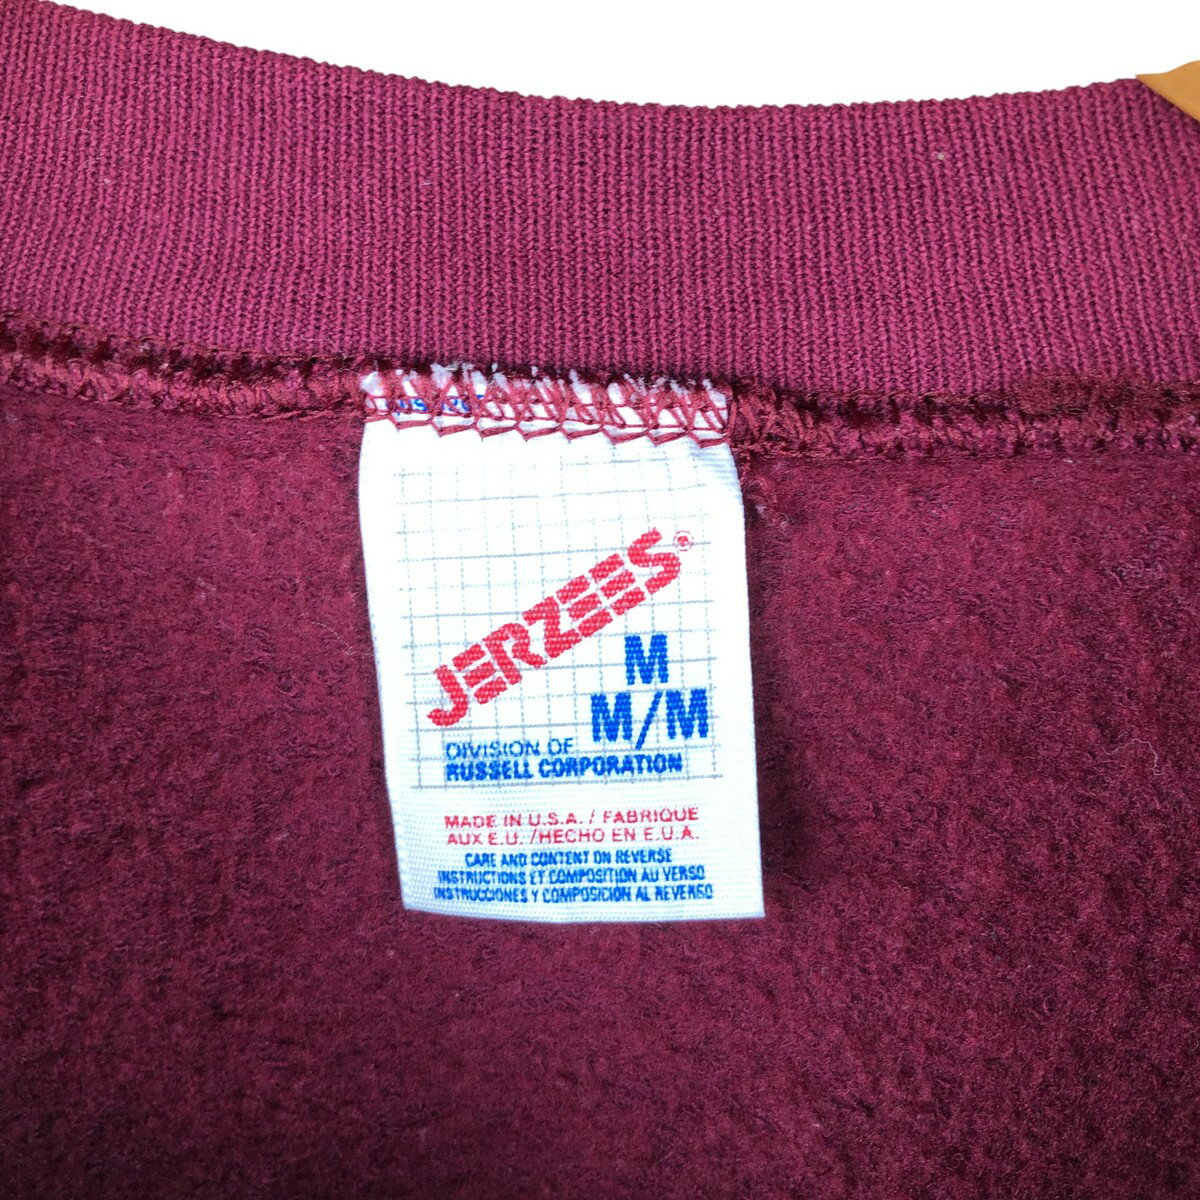 JERZEES®
M
M/M
DIVISION OF
RUSSELL CORPORATION
MADE IN U.S.A. / FABRIQUE
AUX E.U. /HECHO EN E.U.A.
CARE AND CONTENT ON REVERSE
INSTRUCTIONS ET COMPOSITION AU VERSO
INSTRUCCIONES Y COMPOSICION AL REVERSO